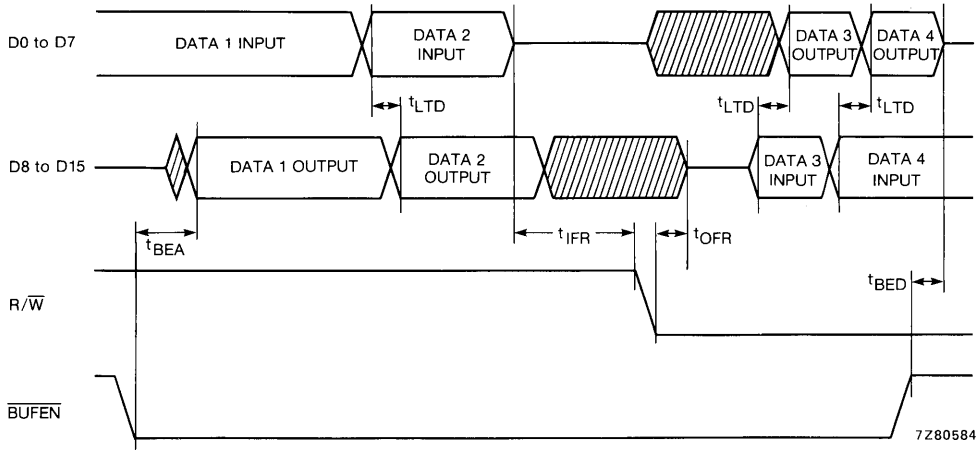 D0 to D7
DATA 1 INPUT
DATA 2
INPUT
DATA 3
OUTPUT
DATA 4
OUTPUT
tLTD
tLTD
tLTD
D8 to D15
DATA 1 OUTPUT
DATA 2
OUTPUT
DATA 3
INPUT
DATA 4
INPUT
tBEA
tIFR
tOFR
tBED
R/W̅
B̅U̅F̅E̅N̅
7Z80584